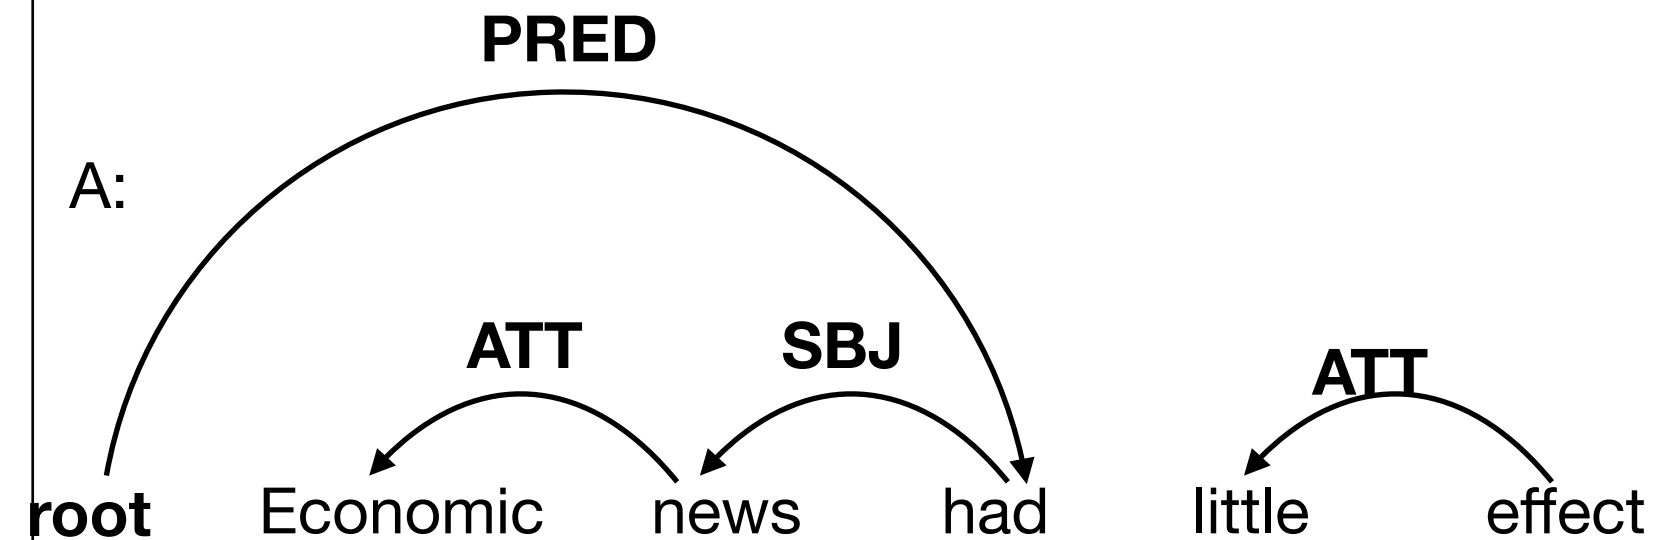 PRED
A:
ATT SBJ ATT
root Economic news had little effect